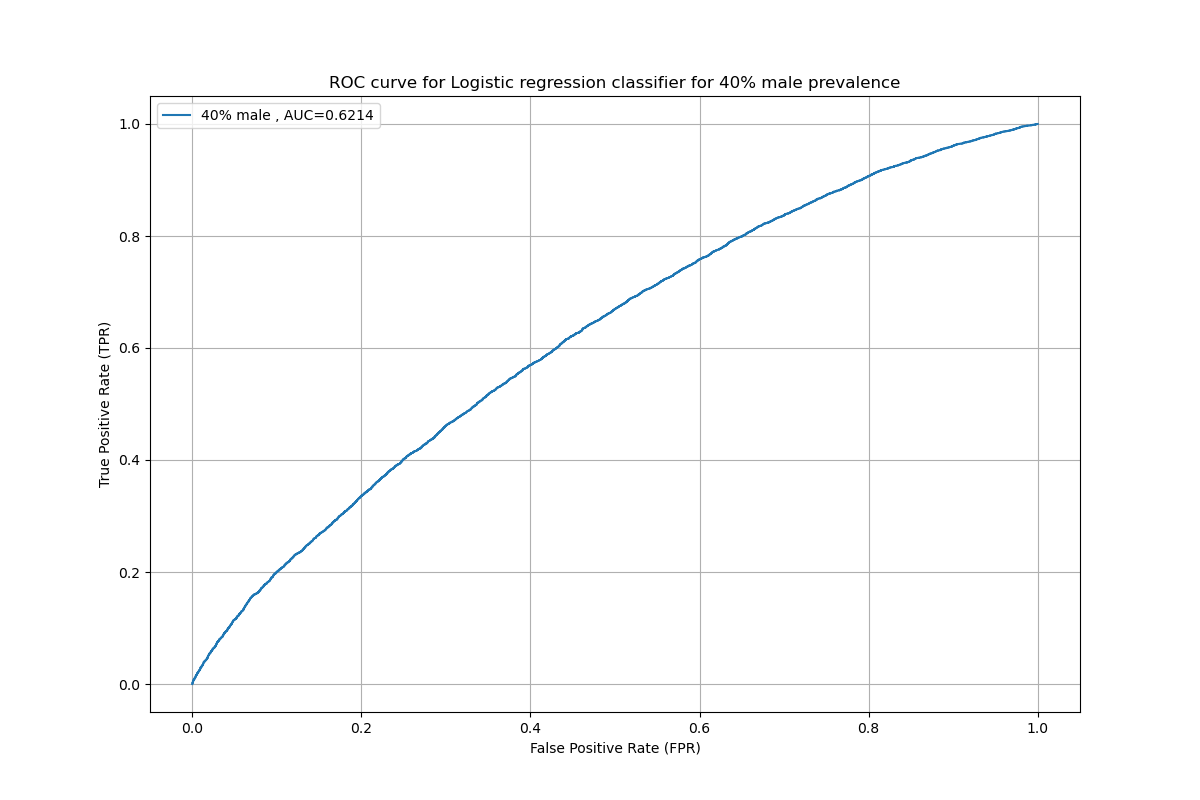 ROC curve for Logistic regression classifier for 40% male prevalence
40% male , AUC=0.6214
1.0
0.8
0.6
0.4
0.2
0.0
True Positive Rate (TPR)
0.0 0.2 0.4 0.6 0.8 1.0
False Positive Rate (FPR)